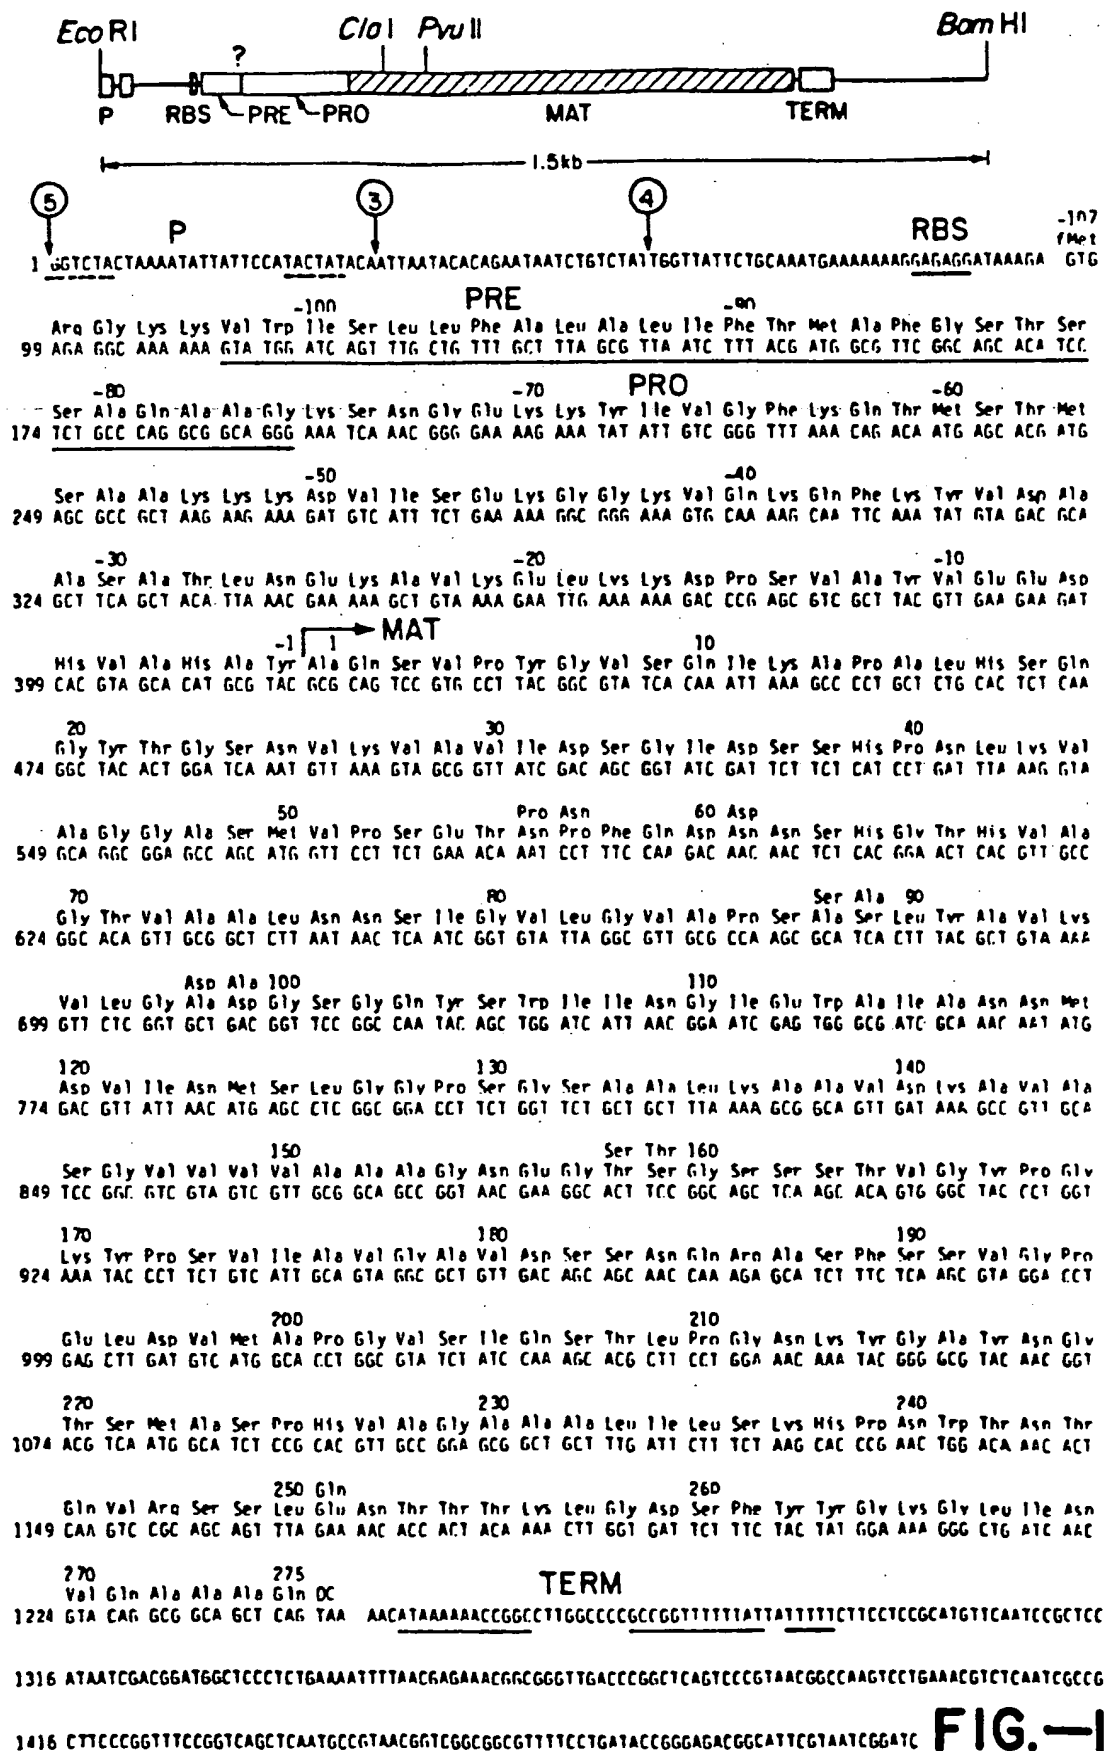 EcoRI ClaI PvuII BamHI
?
P RBS PRE PRO MAT TERM
1.5kb
5 3 4
P RBS -107
fMet
1 GGTCTACTAAAATATTATTCCATACTATACAATTAATACACAGAATAATCTGTCTATTGGTTATTCTGCAAATGAAAAAAAGGAGAGGATAAAGA GTG
-100 PRE -90
Arg Gly Lys Lys Val Trp Ile Ser Leu Leu Phe Ala Leu Ala Leu Ile Phe Thr Met Ala Phe Gly Ser Thr Ser
99 AGA GGC AAA AAA GTA TGG ATC AGT TTG CTG TTT GCT TTA GCG TTA ATC TTT ACG ATG GCG TTC GGC AGC ACA TCC
-80 -70 PRO -60
Ser Ala Gln Ala Ala Gly Lys Ser Asn Gly Glu Lys Lys Tyr Ile Val Gly Phe Lys Gln Thr Met Ser Thr Met
174 TCT GCC CAG GCG GCA GGG AAA TCA AAC GGG GAA AAG AAA TAT ATT GTC GGG TTT AAA CAG ACA ATG AGC ACG ATG
-50 -40
Ser Ala Ala Lys Lys Lys Asp Val Ile Ser Glu Lys Gly Gly Lys Val Gln Lys Gln Phe Lys Tyr Val Asp Ala
249 AGC GCC GCT AAG AAG AAA GAT GTC ATT TCT GAA AAA GGC GGG AAA GTG CAA AAG CAA TTC AAA TAT GTA GAC GCA
-30 -20 -10
Ala Ser Ala Thr Leu Asn Glu Lys Ala Val Lys Glu Leu Lys Lys Asp Pro Ser Val Ala Tyr Val Glu Glu Asp
324 GCT TCA GCT ACA TTA AAC GAA AAA GCT GTA AAA GAA TTG AAA AAA GAC CCG AGC GTC GCT TAC GTT GAA GAA GAT
-1 1 MAT 10
His Val Ala His Ala Tyr Ala Gln Ser Val Pro Tyr Gly Val Ser Gln Ile Lys Ala Pro Ala Leu His Ser Gln
399 CAC GTA GCA CAT GCG TAC GCG CAG TCC GTG CCT TAC GGC GTA TCA CAA ATT AAA GCC CCT GCT CTG CAC TCT CAA
20 30 40
Gly Tyr Thr Gly Ser Asn Val Lys Val Ala Val Ile Asp Ser Gly Ile Asp Ser Ser His Pro Asn Leu Lys Val
474 GGC TAC ACT GGA TCA AAT GTT AAA GTA GCG GTT ATC GAC AGC GGT ATC GAT TCT TCT CAT CCT GAT TTA AAG GTA
50 Pro Asn 60 Asp
Ala Gly Gly Ala Ser Met Val Pro Ser Glu Thr Asn Pro Phe Gln Asp Asn Asn Ser His Gly Thr His Val Ala
549 GCA GGC GGA GCC AGC ATG GTT CCT TCT GAA ACA AAT CCT TTC CAA GAC AAC AAC TCT CAC GGA ACT CAC GTT GCC
70 80 Ser Ala 90
Gly Thr Val Ala Ala Leu Asn Asn Ser Ile Gly Val Leu Gly Val Ala Pro Ser Ala Ser Leu Tyr Ala Val Lys
624 GGC ACA GTT GCG GCT CTT AAT AAC TCA ATC GGT GTA TTA GGC GTT GCG CCA AGC GCA TCA CTT TAC GCT GTA AAA
Asp Ala 100 110
Val Leu Gly Ala Asp Gly Ser Gly Gln Tyr Ser Trp Ile Ile Asn Gly Ile Glu Trp Ala Ile Ala Asn Asn Met
699 GTT CTC GGT GCT GAC GGT TCC GGC CAA TAC AGC TGG ATC ATT AAC GGA ATC GAG TGG GCG ATC GCA AAC AAT ATG
120 130 140
Asp Val Ile Asn Met Ser Leu Gly Gly Pro Ser Gly Ser Ala Ala Leu Lys Ala Ala Val Asn Lys Ala Val Ala
774 GAC GTT ATT AAC ATG AGC CTC GGC GGA CCT TCT GGT TCT GCT GCT TTA AAA GCG GCA GTT GAT AAA GCC GTT GCA
150 Ser Thr 160
Ser Gly Val Val Val Val Ala Ala Ala Gly Asn Glu Gly Thr Ser Gly Ser Ser Ser Thr Val Gly Tyr Pro Gly
849 TCC GGC GTC GTA GTC GTT GCG GCA GCC GGT AAC GAA GGC ACT TCC GGC AGC TCA AGC ACA GTG GGC TAC CCT GGT
170 180 190
Lys Tyr Pro Ser Val Ile Ala Val Gly Ala Val Asp Ser Ser Asn Gln Arg Ala Ser Phe Ser Ser Val Gly Pro
924 AAA TAC CCT TCT GTC ATT GCA GTA GGC GCT GTT GAC AGC AGC AAC CAA AGA GCA TCT TTC TCA AGC GTA GGA CCT
200 210
Glu Leu Asp Val Met Ala Pro Gly Val Ser Ile Gln Ser Thr Leu Pro Gly Asn Lys Tyr Gly Ala Tyr Asn Gly
999 GAG CTT GAT GTC ATG GCA CCT GGC GTA TCT ATC CAA AGC ACG CTT CCT GGA AAC AAA TAC GGG GCG TAC AAC GGT
220 230 240
Thr Ser Met Ala Ser Pro His Val Ala Gly Ala Ala Ala Leu Ile Leu Ser Lys His Pro Asn Trp Thr Asn Thr
1074 ACG TCA ATG GCA TCT CCG CAC GTT GCC GGA GCG GCT GCT TTG ATT CTT TCT AAG CAC CCG AAC TGG ACA AAC ACT
250 Gln 260
Gln Val Arg Ser Ser Leu Glu Asn Thr Thr Thr Lys Leu Gly Asp Ser Phe Tyr Tyr Gly Lys Gly Leu Ile Asn
1149 CAA GTC CGC AGC AGT TTA GAA AAC ACC ACT ACA AAA CTT GGT GAT TCT TTC TAC TAT GGA AAA GGG CTG ATC AAC
270 275 TERM
Val Gln Ala Ala Ala Gln OC
1224 GTA CAG GCG GCA GCT CAG TAA AACATAAAAAACCGGCCTTGGCCCCGCCGGTTTTTTATTATTTTTCTTCCTCCGCATGTTCAATCCGCTCC
1316 ATAATCGACGGATGGCTCCCTCTGAAAATTTTAACGAGAAACGGCGGGTTGACCCGGCTCAGTCCCGTAACGGCCAAGTCCTGAAACGTCTCAATCGCCG
1416 CTTCCCGGTTTCCGGTCAGCTCAATGCCGTAACGGTCGGCGGCGTTTTCCTGATACCGGGAGACGGCATTCGTAATCGGATC FIG.—1